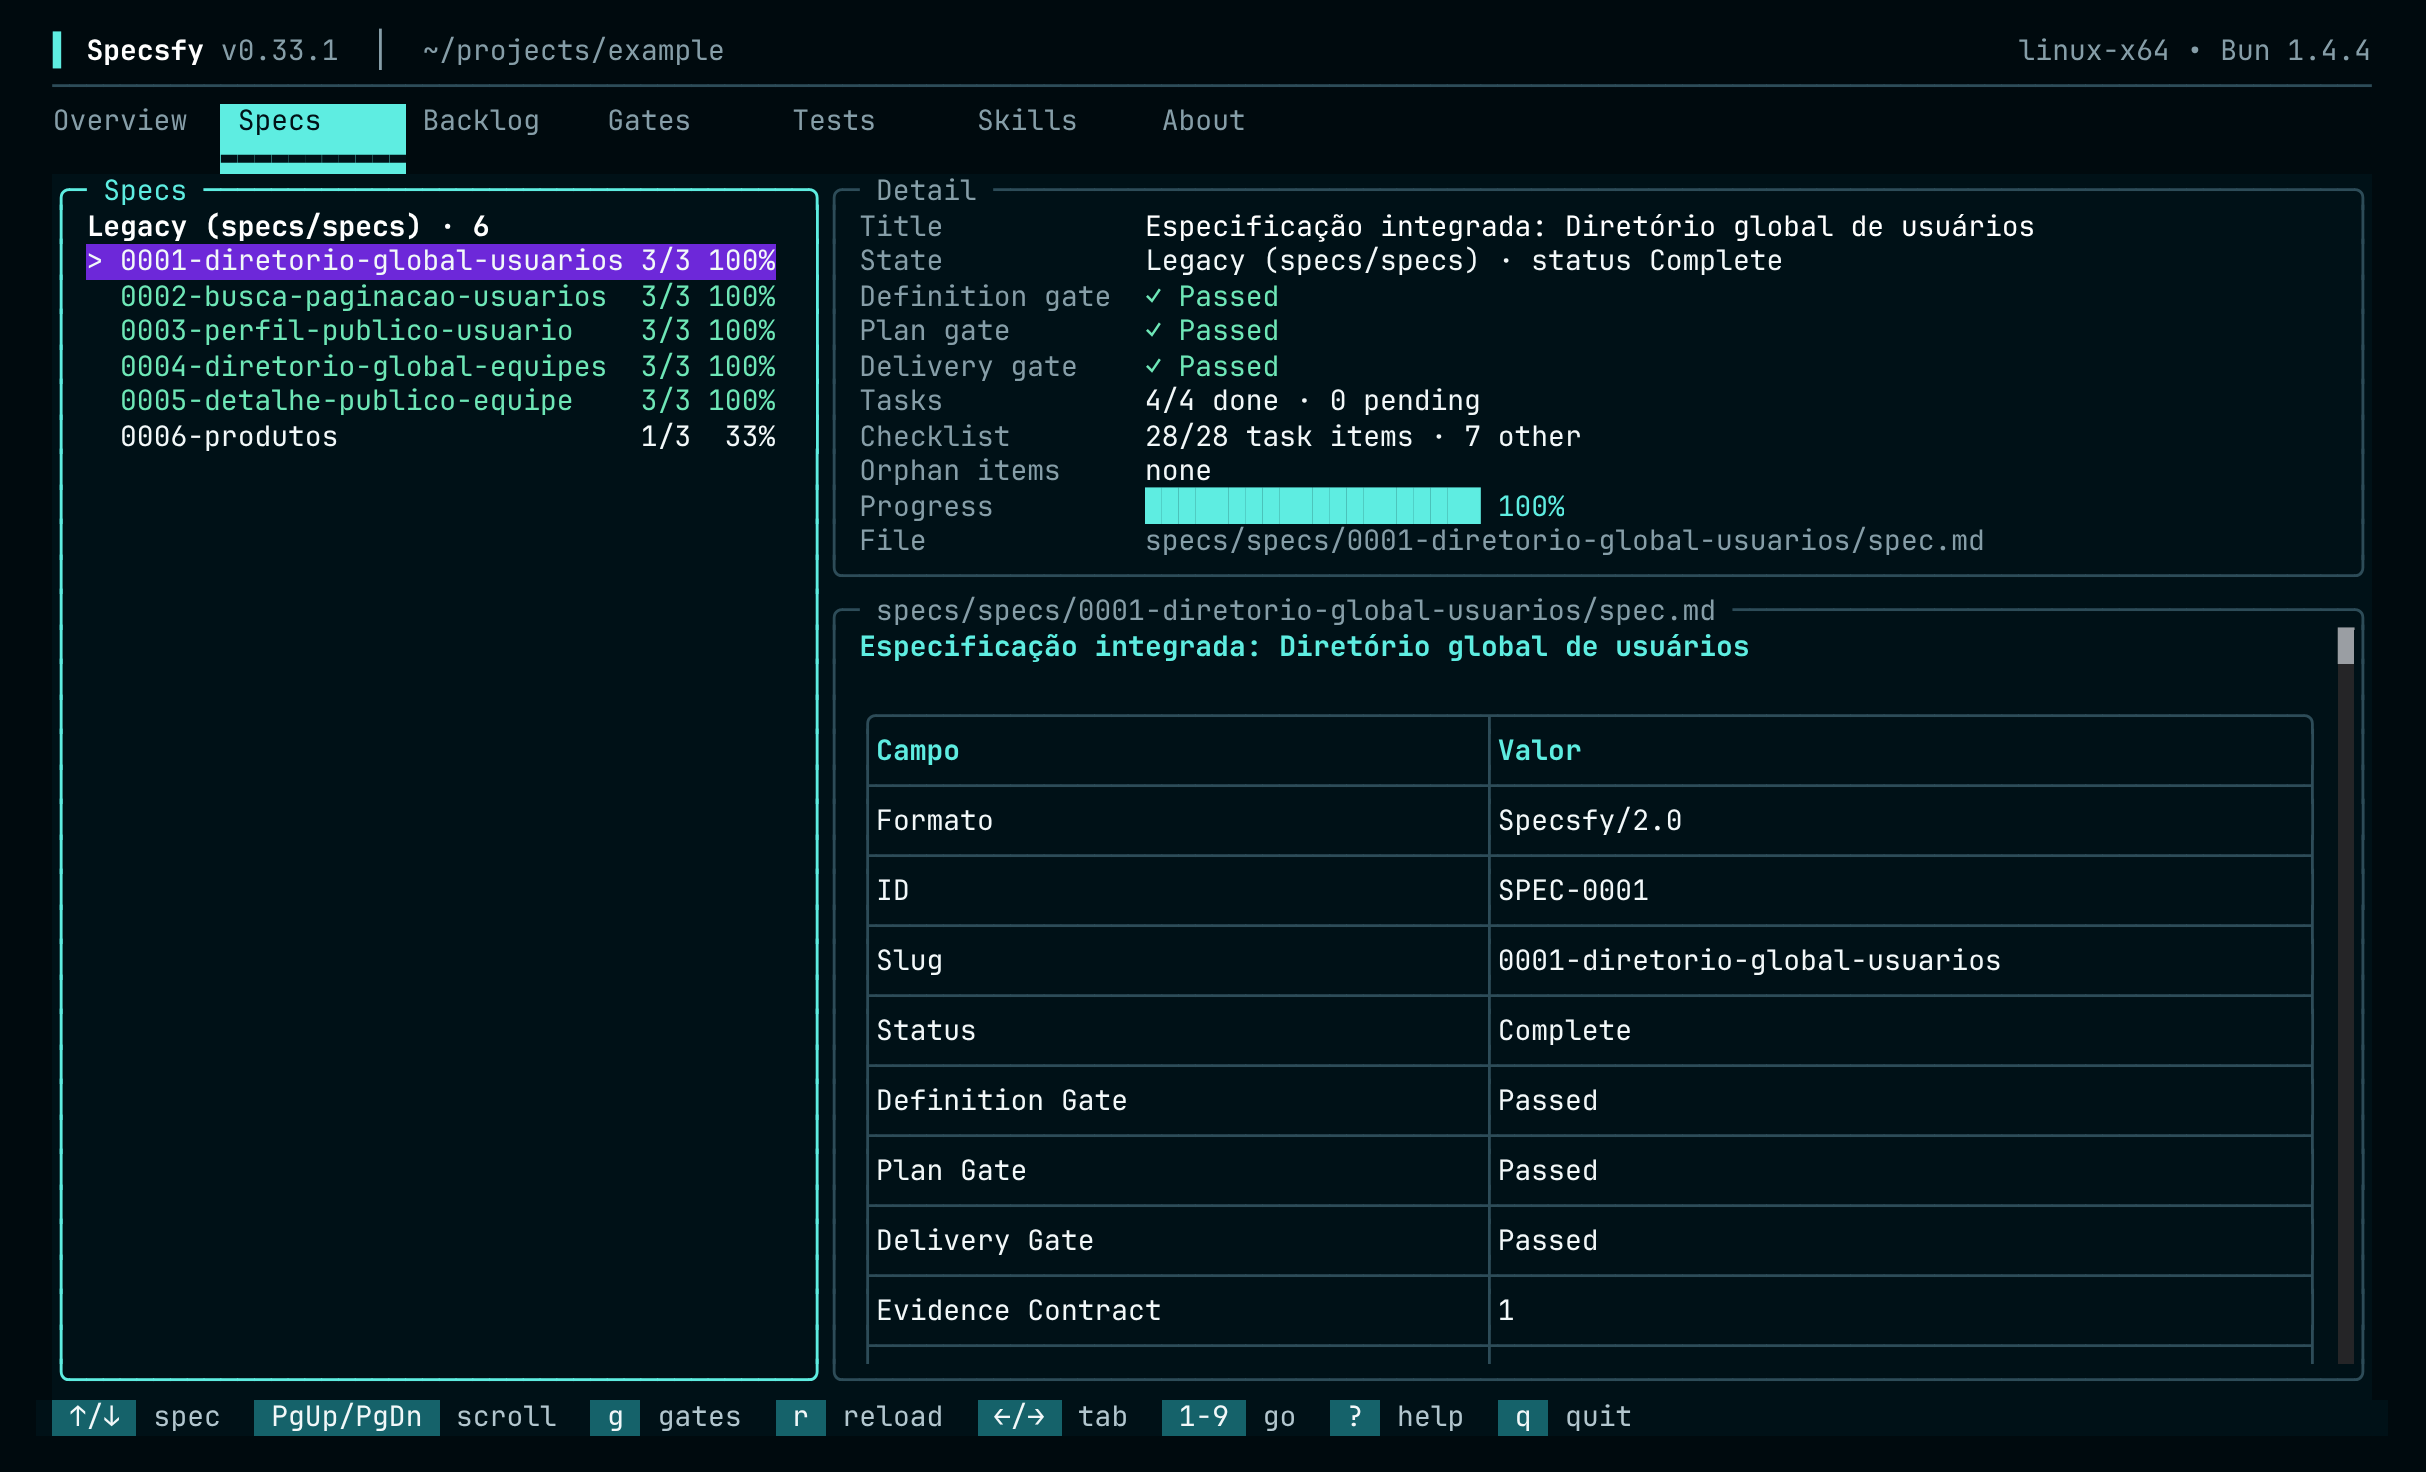 Specsfy v0.33.1 │ ~/projects/example linux-x64 • Bun 1.4.4
Overview Specs Backlog Gates Tests Skills About
Specs
Legacy (specs/specs) · 6
> 0001-diretorio-global-usuarios 3/3 100%
0002-busca-paginacao-usuarios 3/3 100%
0003-perfil-publico-usuario 3/3 100%
0004-diretorio-global-equipes 3/3 100%
0005-detalhe-publico-equipe 3/3 100%
0006-produtos 1/3 33%
Detail
Title Especificação integrada: Diretório global de usuários
State Legacy (specs/specs) · status Complete
Definition gate ✓ Passed
Plan gate ✓ Passed
Delivery gate ✓ Passed
Tasks 4/4 done · 0 pending
Checklist 28/28 task items · 7 other
Orphan items none
Progress 100%
File specs/specs/0001-diretorio-global-usuarios/spec.md
specs/specs/0001-diretorio-global-usuarios/spec.md
Especificação integrada: Diretório global de usuários
Campo Valor
Formato Specsfy/2.0
ID SPEC-0001
Slug 0001-diretorio-global-usuarios
Status Complete
Definition Gate Passed
Plan Gate Passed
Delivery Gate Passed
Evidence Contract 1
↑/↓ spec PgUp/PgDn scroll g gates r reload ←/→ tab 1-9 go ? help q quit